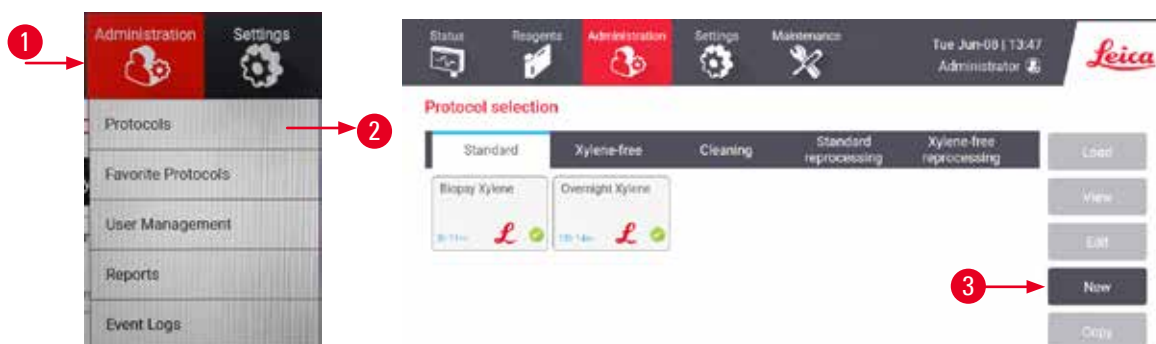 1
Administration
Settings
Protocols
2
Favorite Protocols
User Management
Reports
Event Logs
Status
Reagents
Administration
Settings
Maintenance
Tue Jun-08 | 13:47
Administrator
Leica
Protocol selection
Standard
Xylene-free
Cleaning
Standard
reprocessing
Xylene-free
reprocessing
Biopsy Xylene
Overnight Xylene
L
L
Load
View
Edit
3
New
Copy